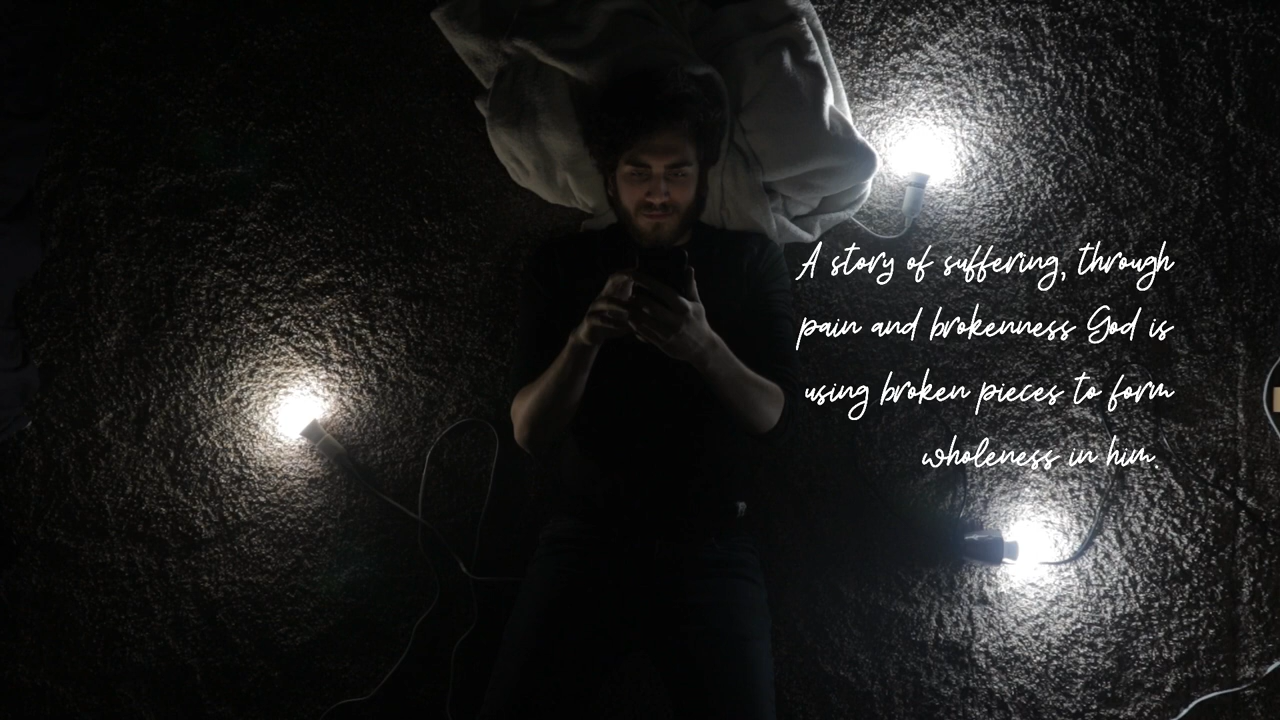 A story of suffering, through
pain and brokenness God is
using broken pieces to form
wholeness in him.